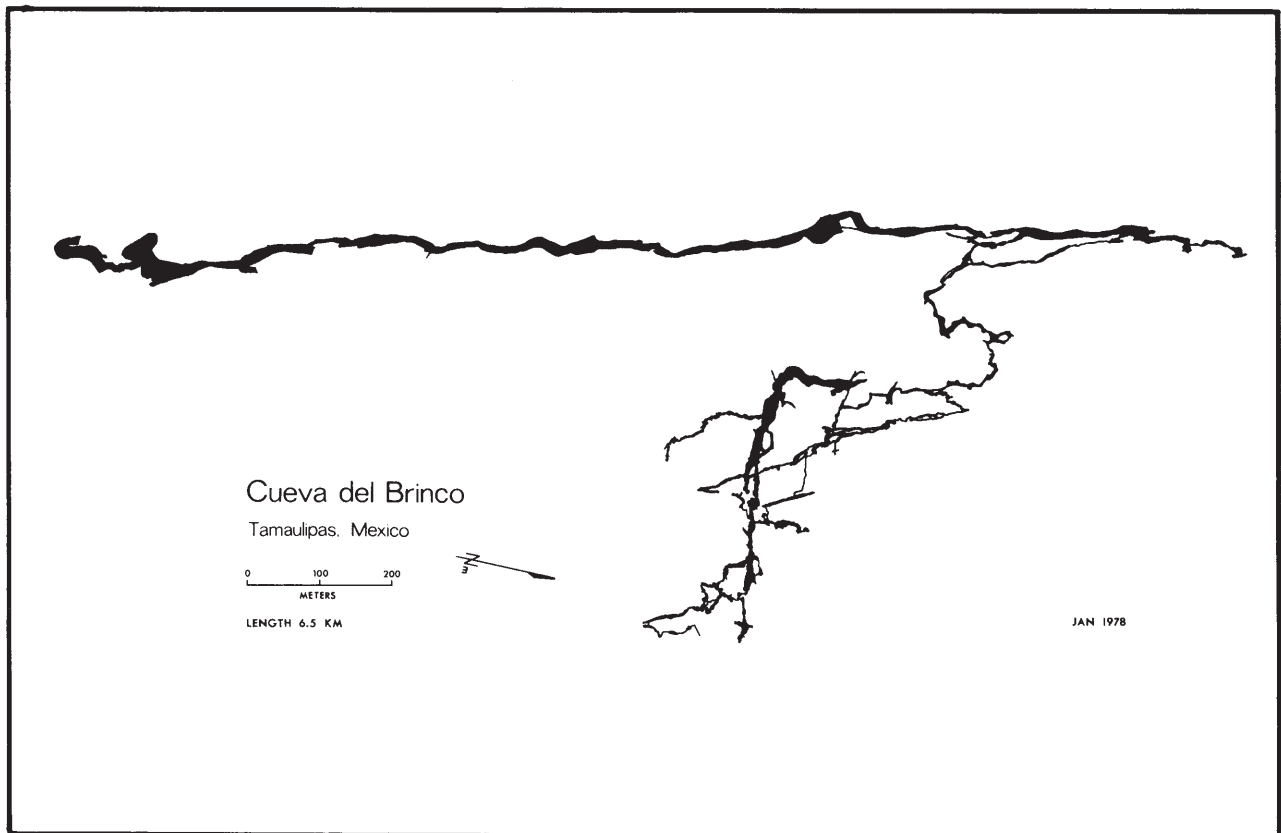 Cueva del Brinco
Tamaulipas, Mexico
0 100 200
METERS
LENGTH 6.5 KM
N
JAN 1978